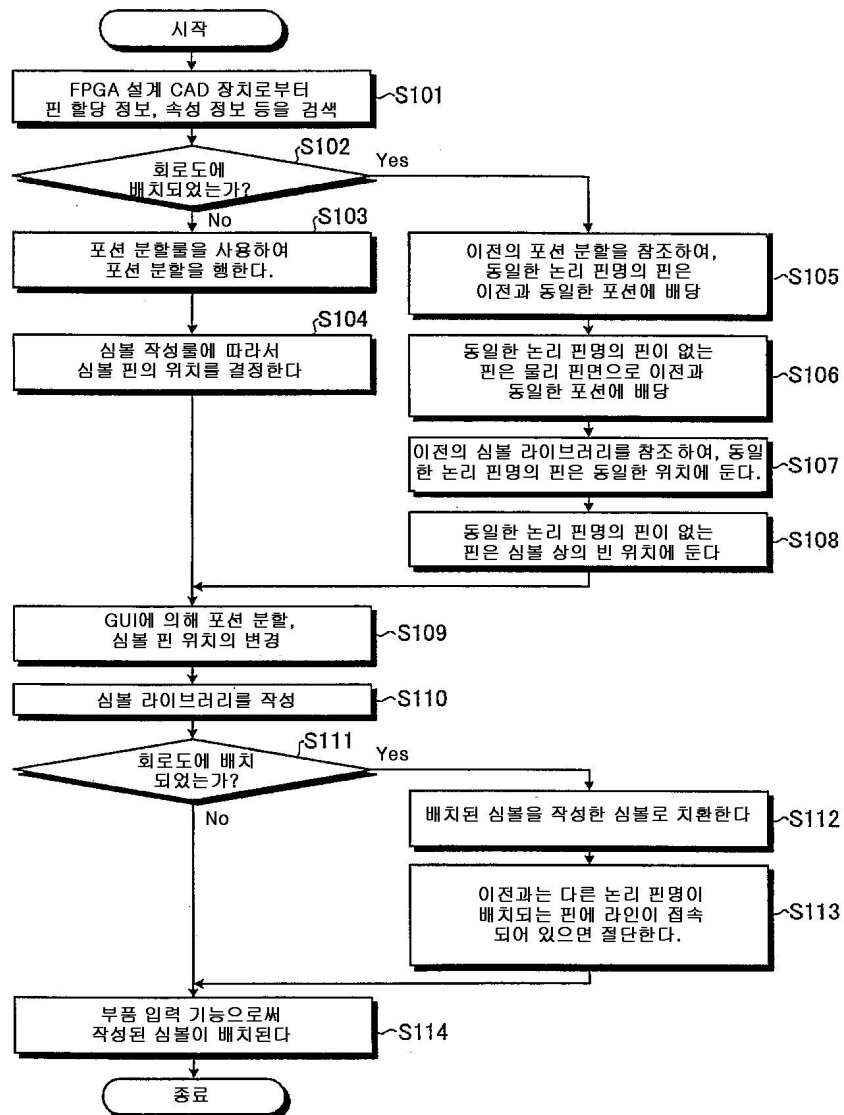 시작
FPGA 설계 CAD 장치로부터
핀 할당 정보, 속성 정보 등을 검색
S101
S102
회로도에
배치되었는가?
Yes
No
S103
포션 분할룰을 사용하여
포션 분할을 행한다.
S104
심볼 작성룰에 따라서
심볼 핀의 위치를 결정한다
이전의 포션 분할을 참조하여,
동일한 논리 핀명의 핀은
이전과 동일한 포션에 배당
S105
동일한 논리 핀명의 핀이 없는
핀은 물리 핀면으로 이전과
동일한 포션에 배당
S106
이전의 심볼 라이브러리를 참조하여, 동일
한 논리 핀명의 핀은 동일한 위치에 둔다.
S107
동일한 논리 핀명의 핀이 없는
핀은 심볼 상의 빈 위치에 둔다
S108
GUI에 의해 포션 분할,
심볼 핀 위치의 변경
S109
심볼 라이브러리를 작성
S110
S111
회로도에 배치
되었는가?
Yes
No
배치된 심볼을 작성한 심볼로 치환한다
S112
이전과는 다른 논리 핀명이
배치되는 핀에 라인이 접속
되어 있으면 절단한다.
S113
부품 입력 기능으로써
작성된 심볼이 배치된다
S114
종료